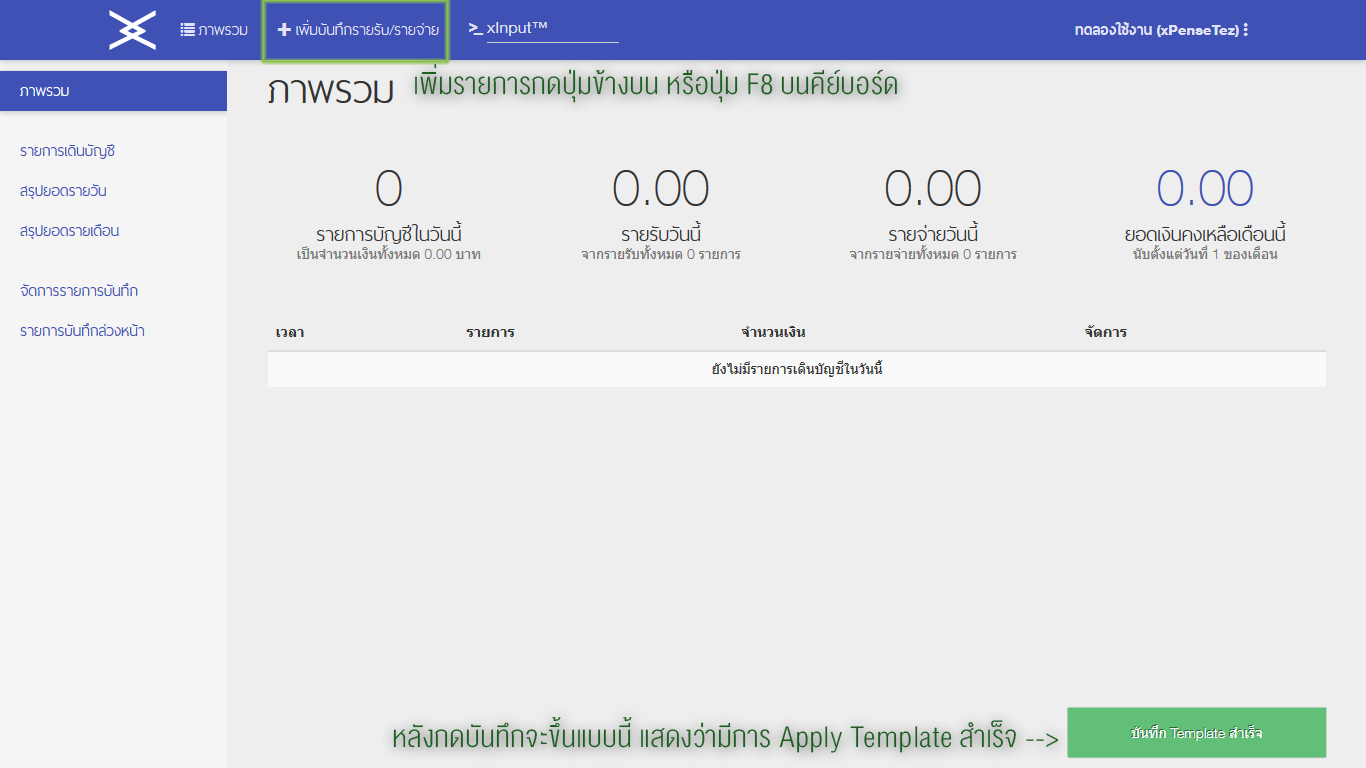 ภาพรวม
เพิ่มบันทึกรายรับ/รายจ่าย
xInput™
ทดลองใช้งาน (xPenseTez)
ภาพรวม
รายการเดินบัญชี
สรุปยอดรายวัน
สรุปยอดรายเดือน
จัดการรายการบันทึก
รายการบันทึกล่วงหน้า
ภาพรวม
เพิ่มรายการกดปุ่มข้างบน หรือปุ่ม F8 บนคีย์บอร์ด
0
รายการบัญชีในวันนี้
เป็นจำนวนเงินทั้งหมด 0.00 บาท
0.00
รายรับวันนี้
จากรายรับทั้งหมด 0 รายการ
0.00
รายจ่ายวันนี้
จากรายจ่ายทั้งหมด 0 รายการ
0.00
ยอดเงินคงเหลือเดือนนี้
นับตั้งแต่วันที่ 1 ของเดือน
เวลา รายการ จำนวนเงิน จัดการ
ยังไม่มีรายการเดินบัญชีในวันนี้
หลังกดบันทึกจะขึ้นแบบนี้ แสดงว่ามีการ Apply Template สำเร็จ -->
บันทึก Template สำเร็จ